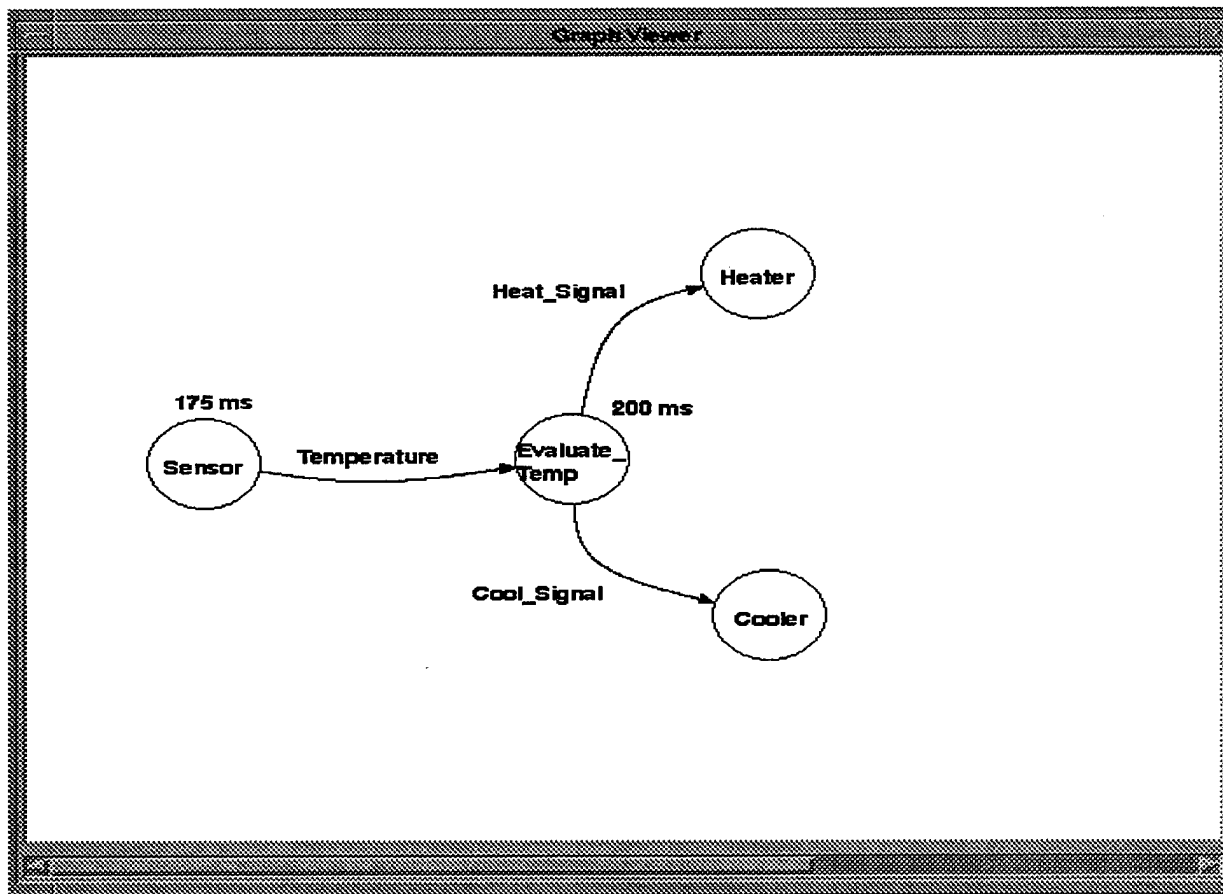 Graph Viewer
Heater
Heat_Signal
175 ms
200 ms
Sensor
Temperature
Evaluate_
Temp
Cool_Signal
Cooler